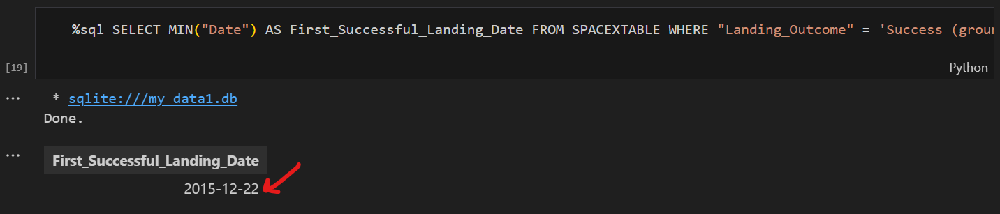 %sql SELECT MIN("Date") AS First_Successful_Landing_Date FROM SPACEXTABLE WHERE "Landing_Outcome" = 'Success (grour
[19]
Python
* sqlite:///my_data1.db
Done.
First_Successful_Landing_Date
2015-12-22